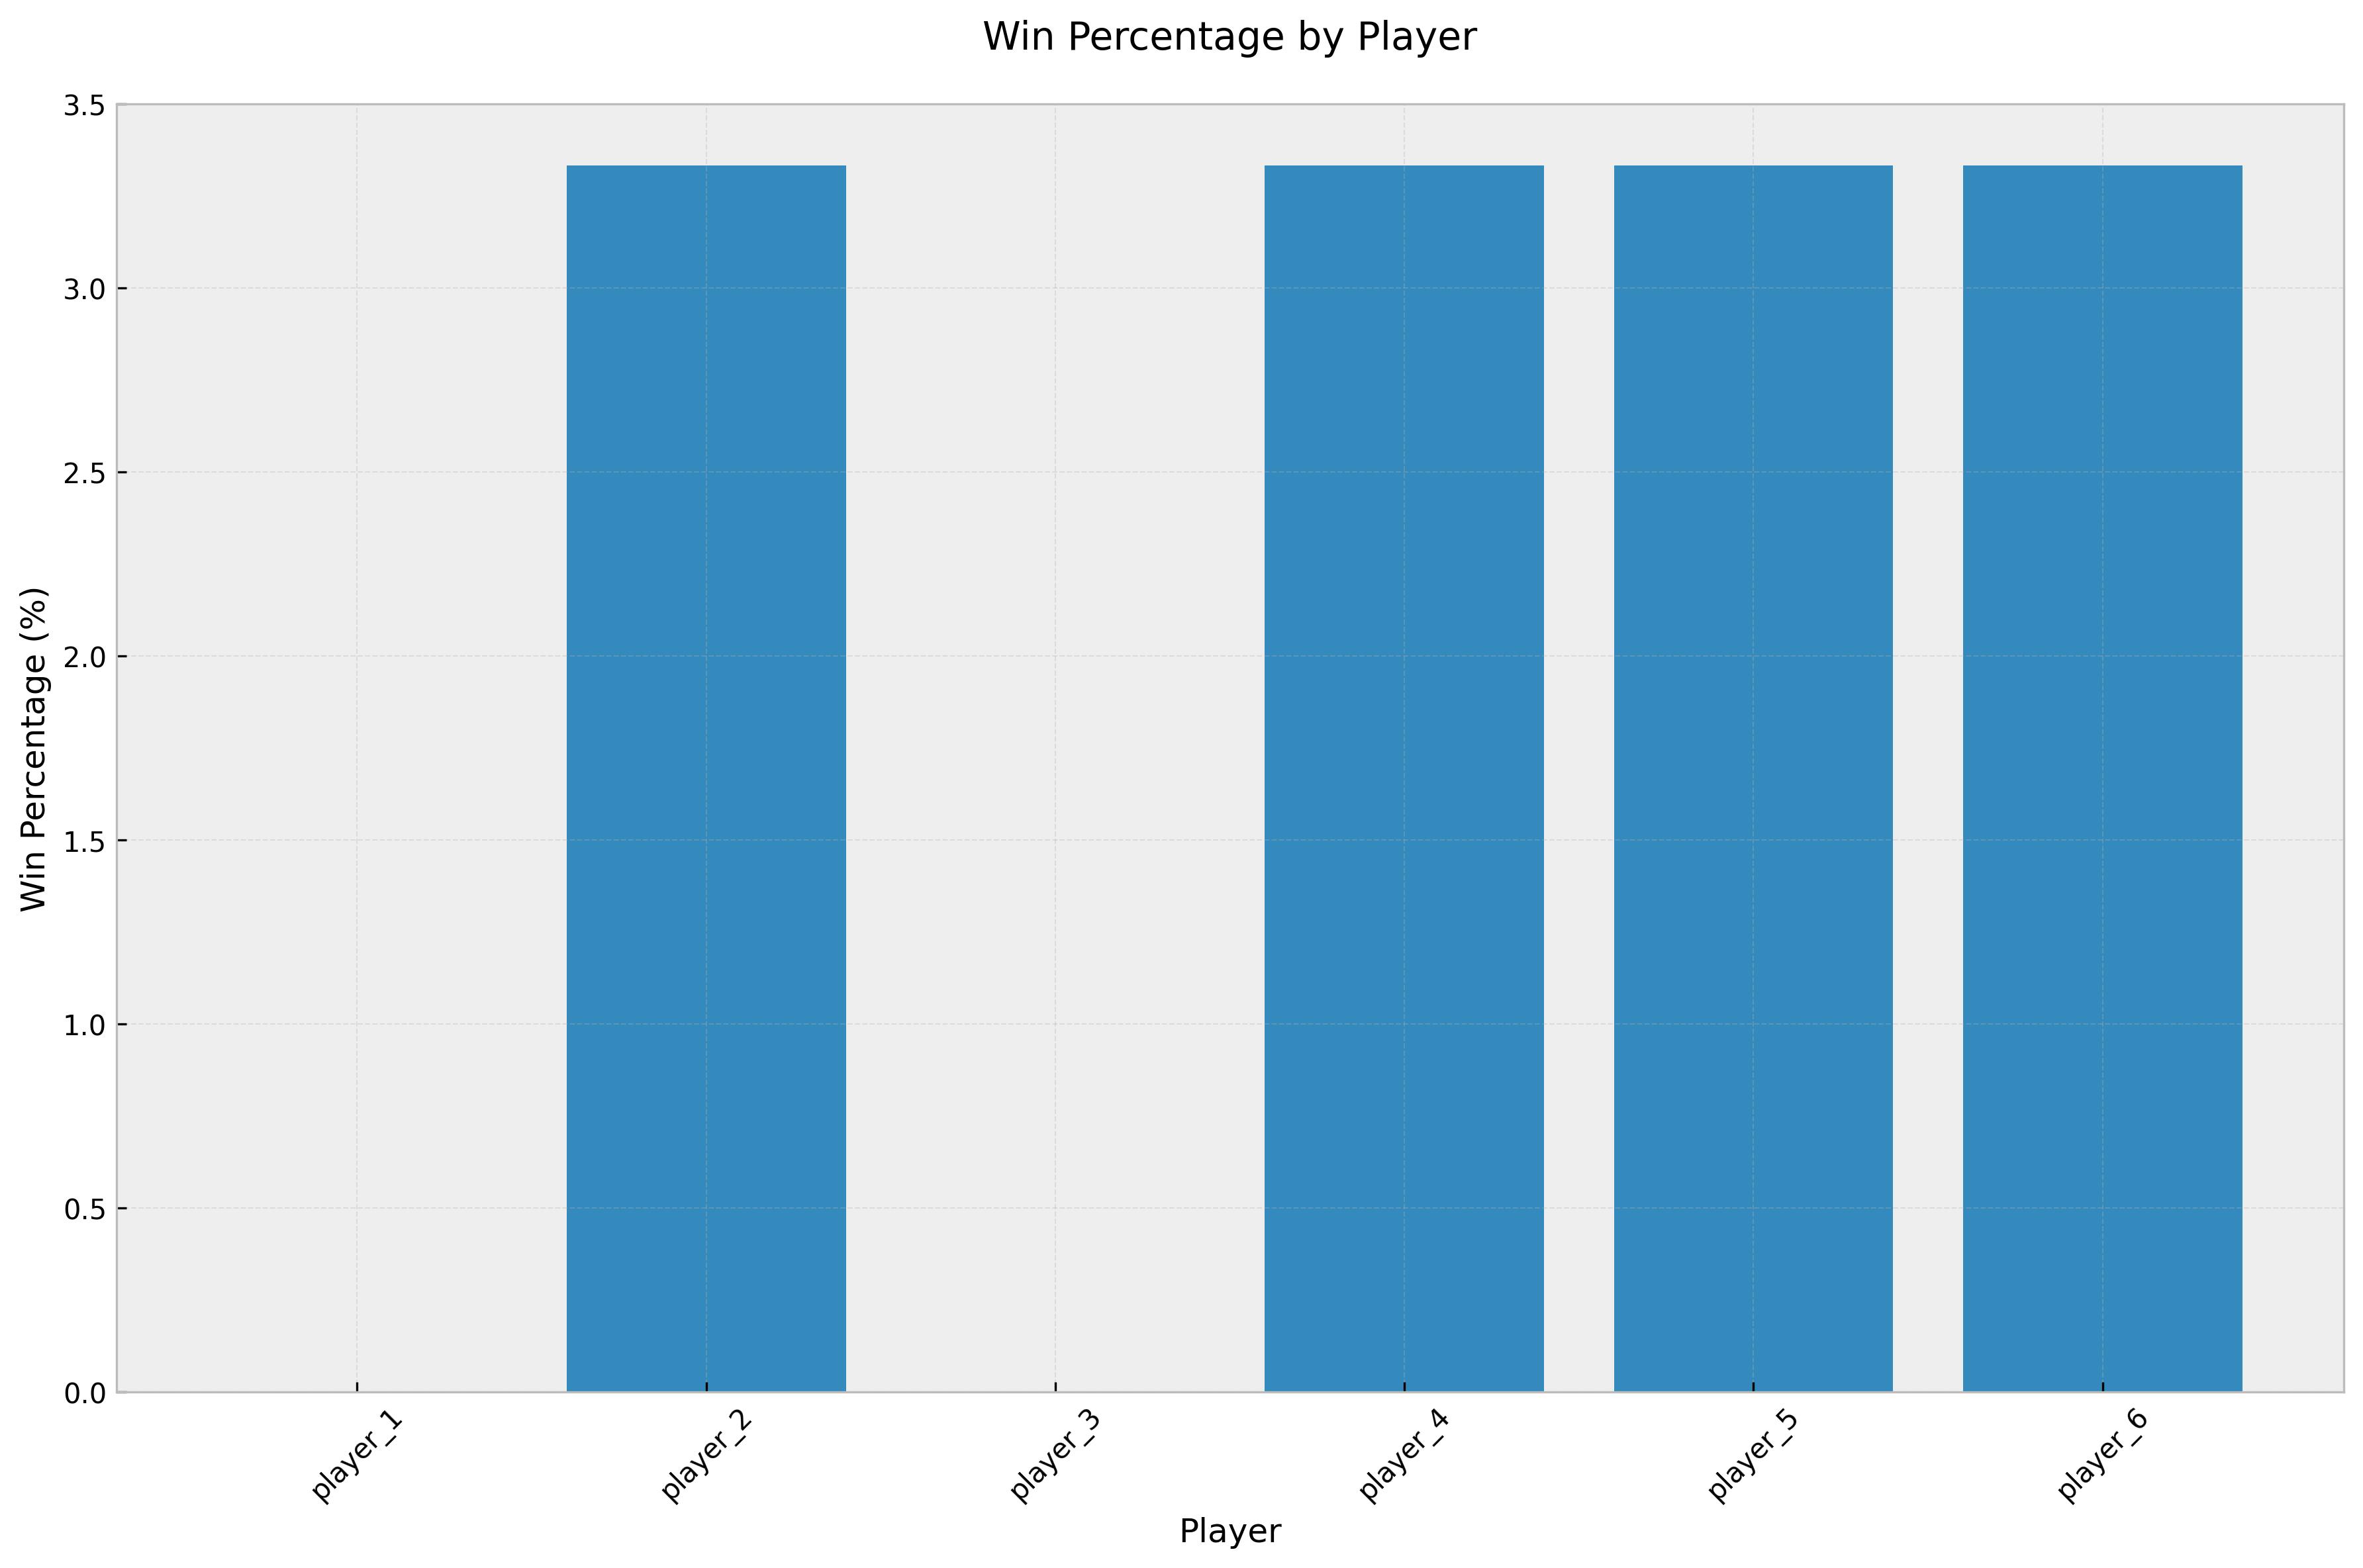 Win Percentage by Player
Win Percentage (%)
3.5
3.0
2.5
2.0
1.5
1.0
0.5
0.0
player_1
player_2
player_3
player_4
player_5
player_6
Player